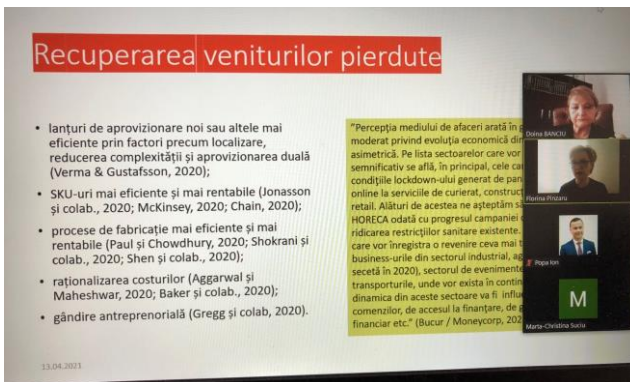 Recuperarea veniturilor pierdute
• lanțuri de aprovizionare noi sau altele mai
eficiente prin factori precum localizare,
reducerea complexității și aprovizionarea duală
(Verma & Gustafsson, 2020);
• SKU-uri mai eficiente și mai rentabile (Jonasson
și colab., 2020; McKinsey, 2020; Chain, 2020);
• procese de fabricație mai eficiente și mai
rentabile (Paul și Chowdhury, 2020; Shokrani și
colab., 2020; Shen și colab., 2020);
• raționalizarea costurilor (Aggarwal și
Maheshwar, 2020; Baker și colab., 2020);
• gândire antreprenorială (Gregg și colab, 2020).
"Percepția mediului de afaceri arată în
moderat privind evoluția economică
asimetrică. Pe lista sectoarelor care vor
semnificativ se află, în principal, cele
condițiile lockdown-ului generat de
online la serviciile de curierat,
retail. Alături de acestea ne așteptăm
HORECA odată cu progresul campaniei
ridicarea restricțiilor sanitare existente.
care vor înregistra o revenire ceva mai
business-urile din sectorul industrial,
secetă în 2020), sectorul de evenimente
transporturile, unde vor exista în
dinamica din aceste sectoare va fi
comenzilor, de accesul la finanțare, de
financiar etc." (Bucur / Moneycorp,
Doina BANCIU
Florina Pînzaru
Popa Ion
M
Marta-Christina Suciu
13.04.2021